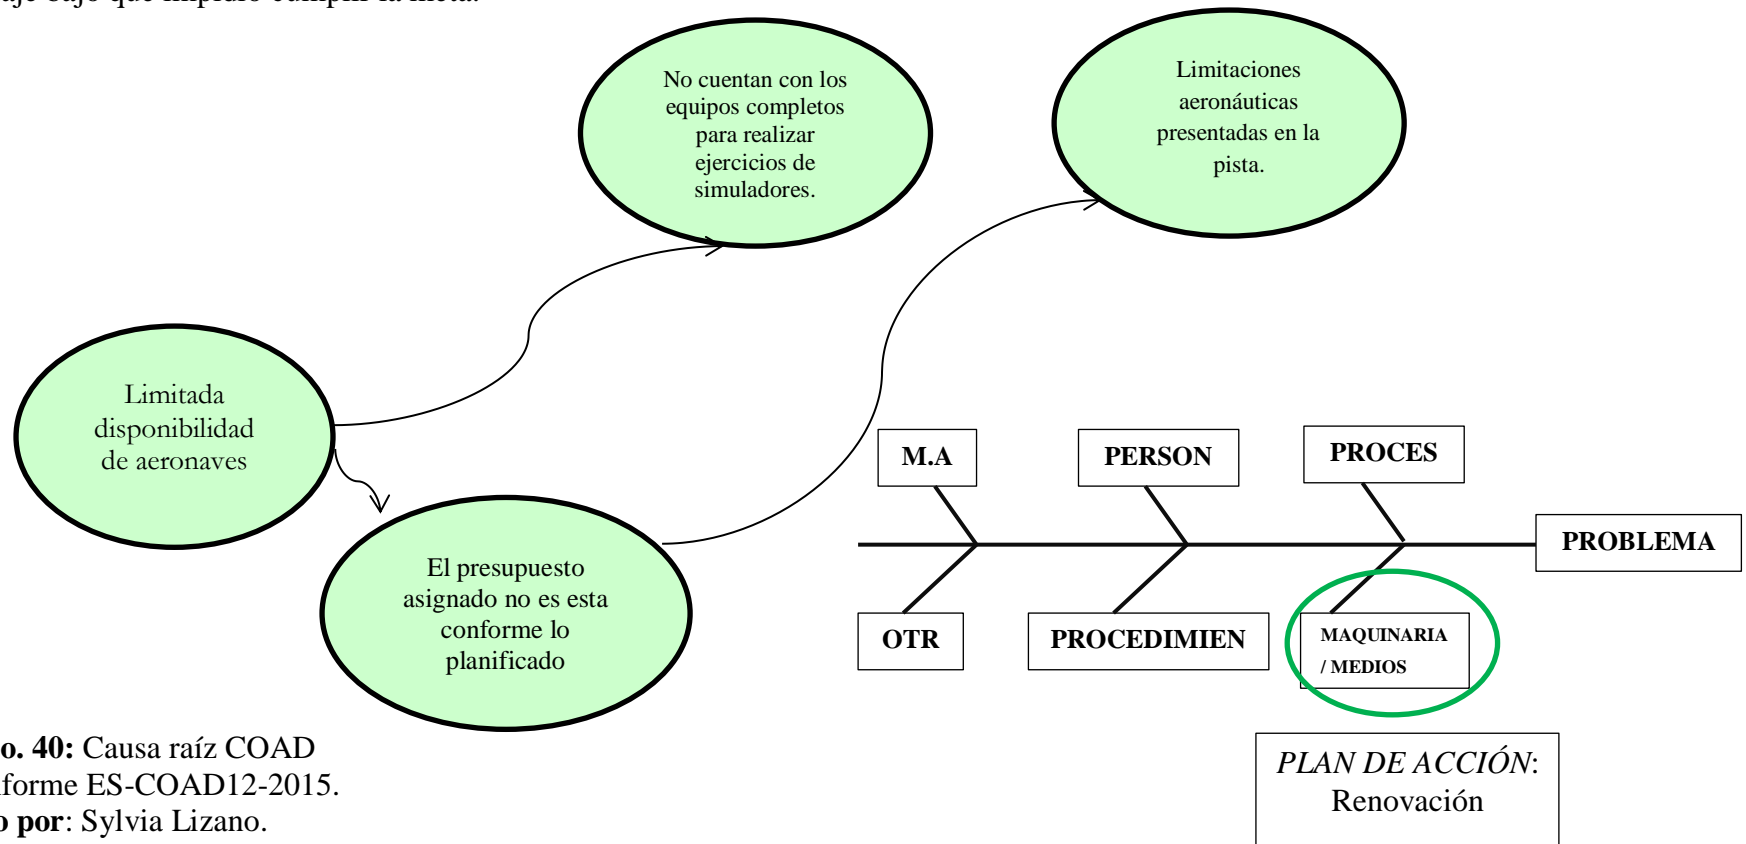 No cuentan con los
equipos completos
para realizar
ejercicios de
simuladores.
Limitaciones
aeronáuticas
presentadas en la
pista.
Limitada
disponibilidad
de aeronaves
El presupuesto
asignado no es esta
conforme lo
planificado
M.A
PERSON
PROCES
PROBLEMA
OTR
PROCEDIMIEN
MAQUINARIA
/ MEDIOS
PLAN DE ACCIÓN:
Renovación
o. 40: Causa raíz COAD
forme ES-COAD12-2015.
o por: Sylvia Lizano.